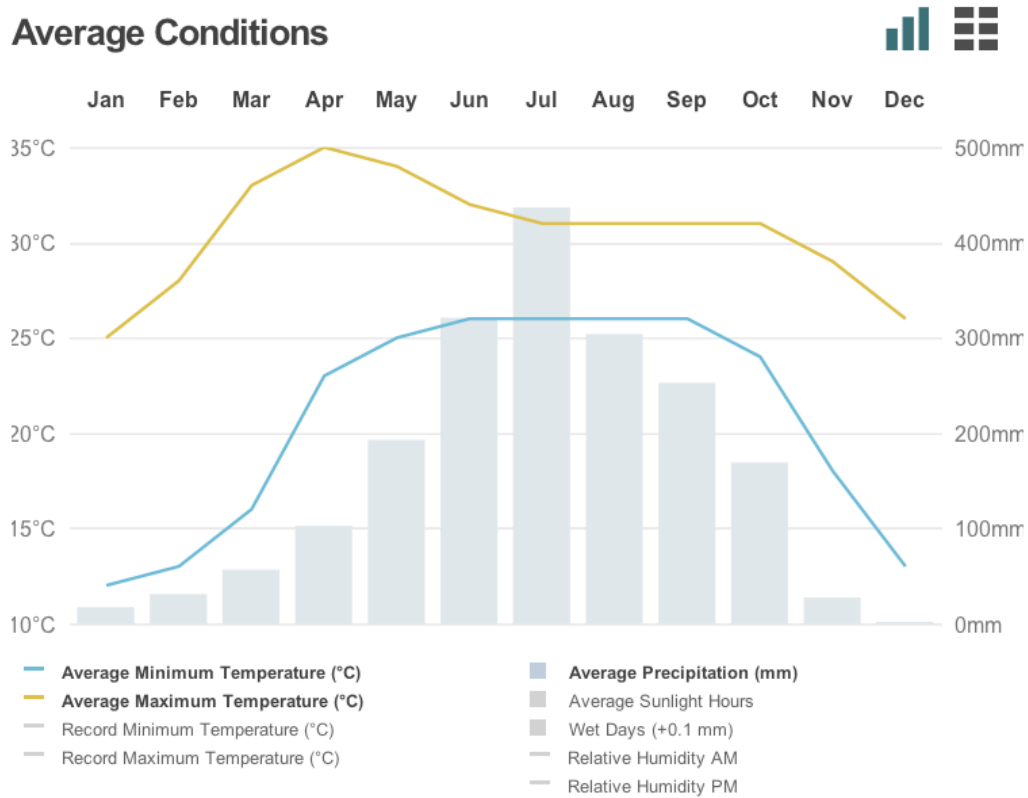 Average Conditions
Jan Feb Mar Apr May Jun Jul Aug Sep Oct Nov Dec
35°C 500mm
30°C 400mm
25°C 300mm
20°C 200mm
15°C 100mm
10°C 0mm
Average Minimum Temperature (°C) Average Precipitation (mm)
Average Maximum Temperature (°C) Average Sunlight Hours
Record Minimum Temperature (°C) Wet Days (+0.1 mm)
Record Maximum Temperature (°C) Relative Humidity AM
Relative Humidity PM